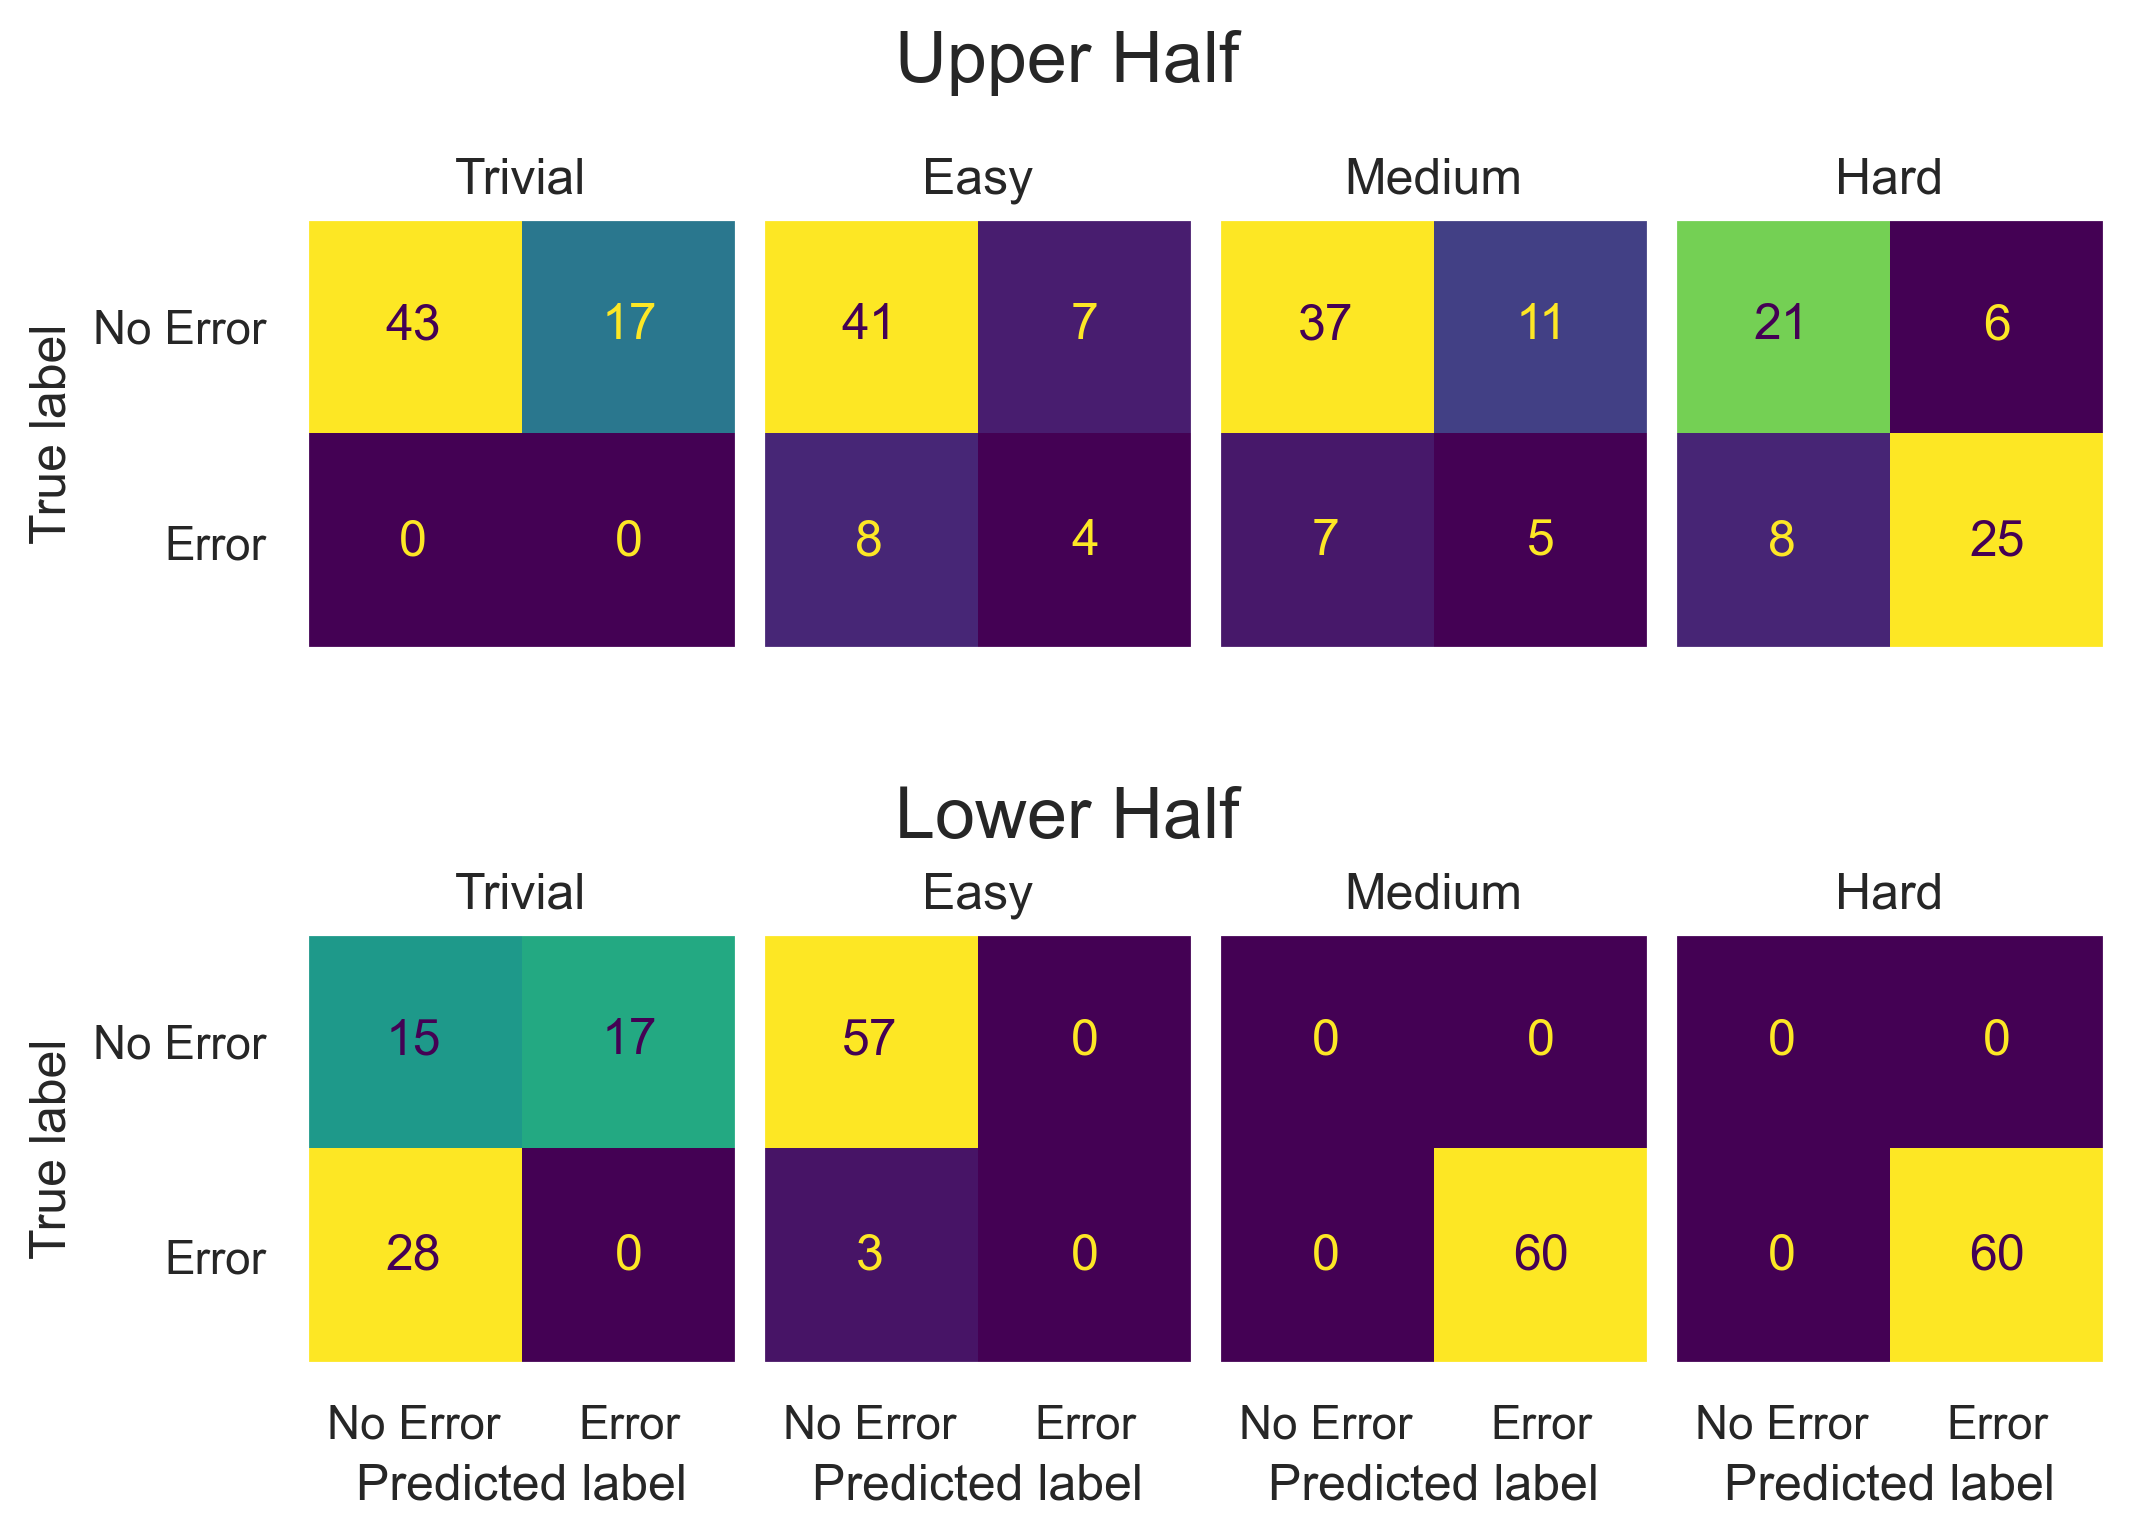 Upper Half
Trivial Easy Medium Hard
True label
No Error 43 17 41 7 37 11 21 6
Error 0 0 8 4 7 5 8 25
Lower Half
Trivial Easy Medium Hard
True label
No Error 15 17 57 0 0 0 0 0
Error 28 0 3 0 0 60 0 60
No Error Error No Error Error No Error Error No Error Error
Predicted label Predicted label Predicted label Predicted label